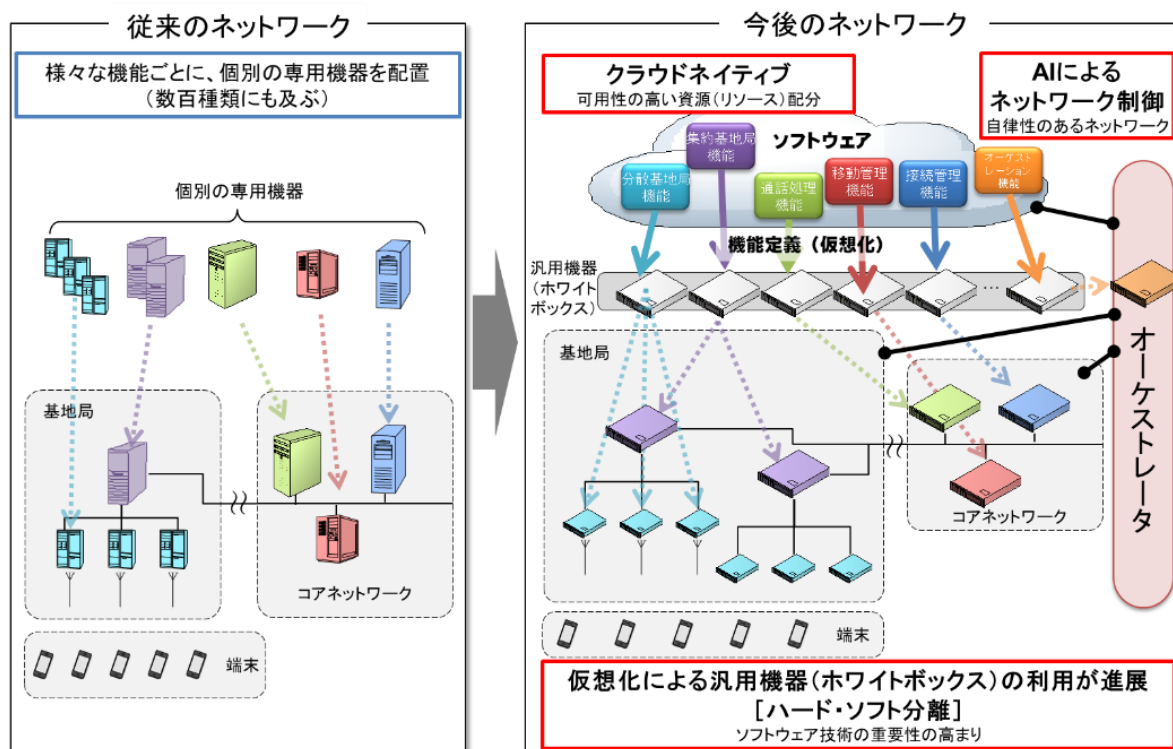 従来のネットワーク
様々な機能ごとに、個別の専用機器を配置
(数百種類にも及ぶ)
個別の専用機器
基地局
コアネットワーク
端末
今後のネットワーク
クラウドネイティブ
可用性の高い資源(リソース)配分
AIによる
ネットワーク制御
自律性のあるネットワーク
ソフトウェア
集約基地局
機能
分散基地局
機能
通話処理
機能
移動管理
機能
接続管理
機能
オーケスト
レーション
機能
機能定義(仮想化)
汎用機器
(ホワイト
ボックス)
…
基地局
コアネットワーク
オーケストレータ
端末
仮想化による汎用機器(ホワイトボックス)の利用が進展
[ハード・ソフト分離]
ソフトウェア技術の重要性の高まり